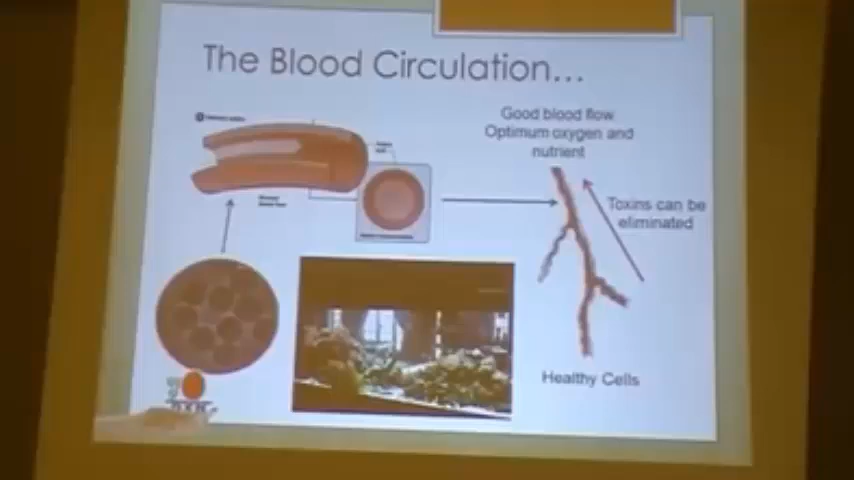 The Blood Circulation...
Good blood flow
Optimum oxygen and
nutrient
Toxins can be
eliminated
Healthy Cells